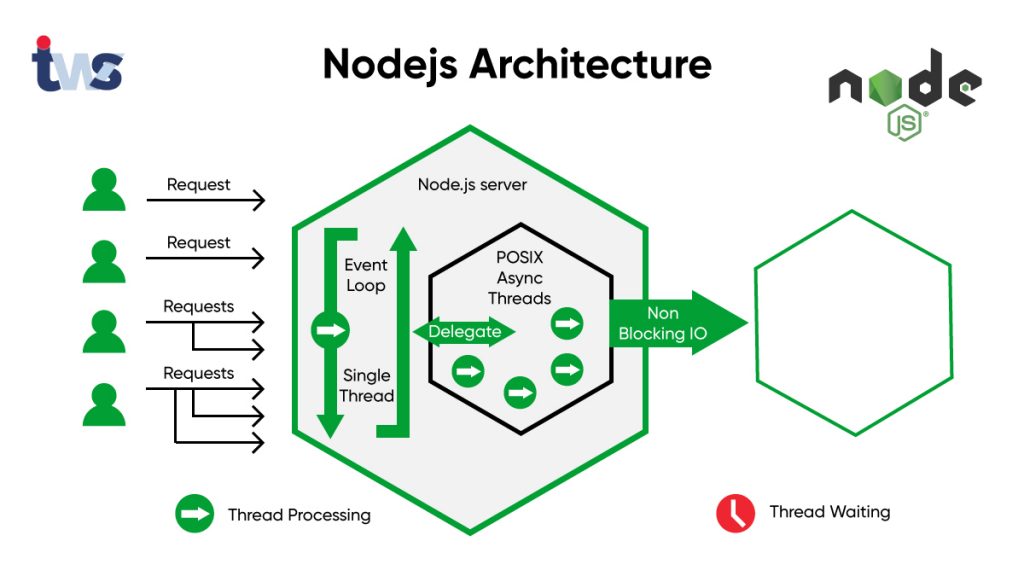 tws
Nodejs Architecture
node
JS®
Request
Request
Requests
Requests
Node.js server
Event
Loop
Single
Thread
POSIX
Async
Threads
Delegate
Non
Blocking IO
Thread Processing
Thread Waiting